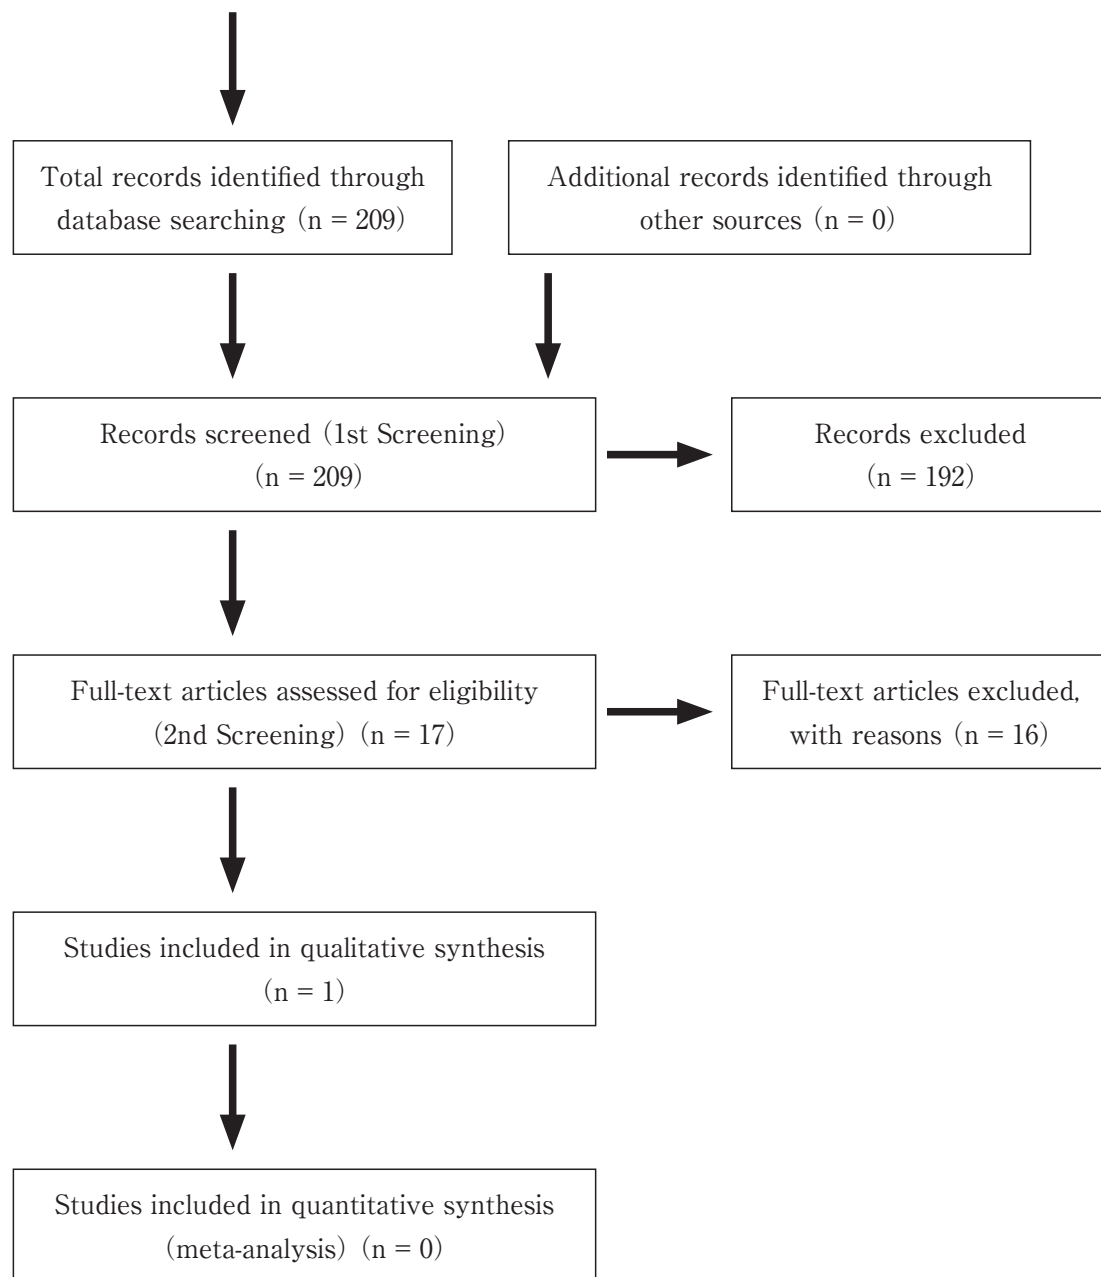 Total records identified through
database searching (n = 209)
Additional records identified through
other sources (n = 0)
Records screened (1st Screening)
(n = 209)
Records excluded
(n = 192)
Full-text articles assessed for eligibility
(2nd Screening) (n = 17)
Full-text articles excluded,
with reasons (n = 16)
Studies included in qualitative synthesis
(n = 1)
Studies included in quantitative synthesis
(meta-analysis) (n = 0)